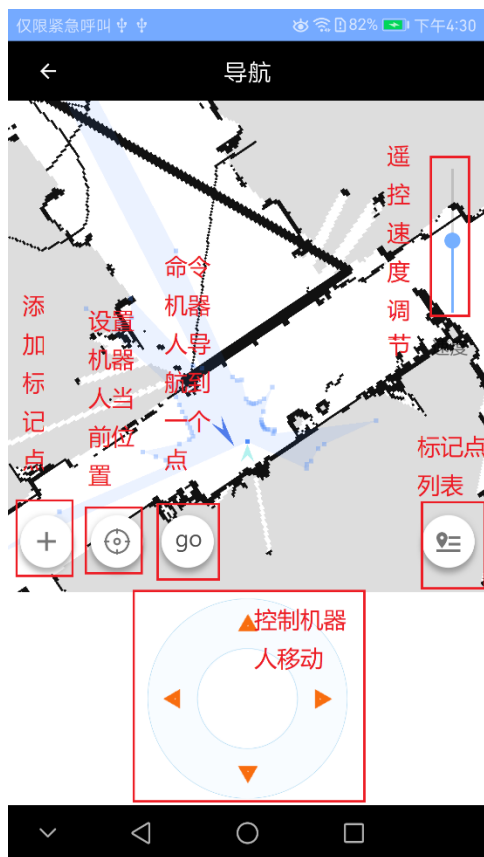 仅限紧急呼叫
82%
下午4:30
导航
遥
控
速
度
调
节
命令
机器
人导
航到
一个
点
添
加
标
记
点
设置
机器
人当
前位
置
标记点
列表
go
控制机器
人移动